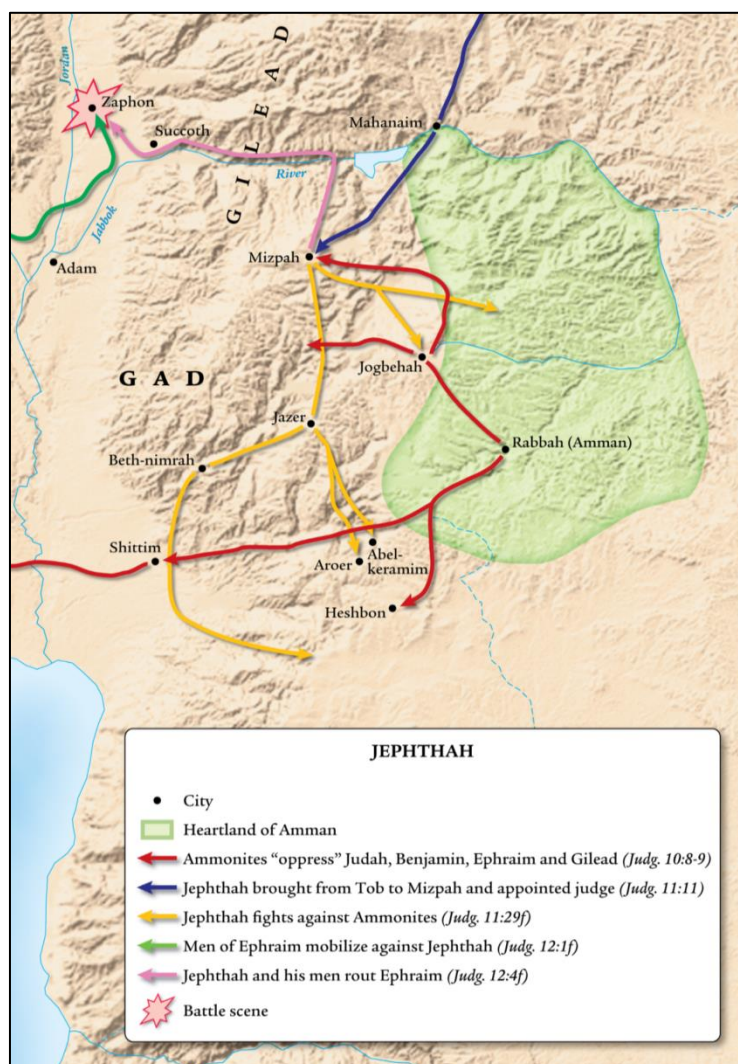 GILEAD
Jordan
Zaphon
Succoth
Mahanaim
River
Jabbok
Adam
Mizpah
Jogbehah
GAD
Jazer
Rabbah (Amman)
Beth-nimrah
Shittim
Abel-
keramim
Aroer
Heshbon
JEPHTHAH
City
Heartland of Amman
Ammonites “oppress” Judah, Benjamin, Ephraim and Gilead (Judg. 10:8-9)
Jephthah brought from Tob to Mizpah and appointed judge (Judg. 11:11)
Jephthah fights against Ammonites (Judg. 11:29f)
Men of Ephraim mobilize against Jephthah (Judg. 12:1f)
Jephthah and his men rout Ephraim (Judg. 12:4f)
Battle scene